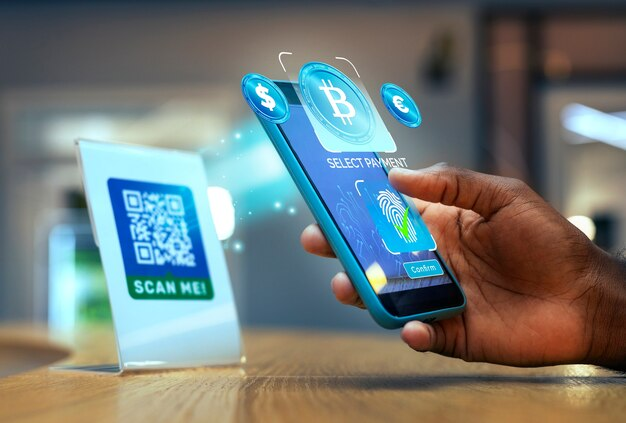 $
₿
€
SELECT PAYMENT
Confirm
SCAN ME!